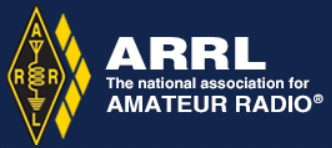 A
R R
L
ARRL
The national association for
AMATEUR RADIO®